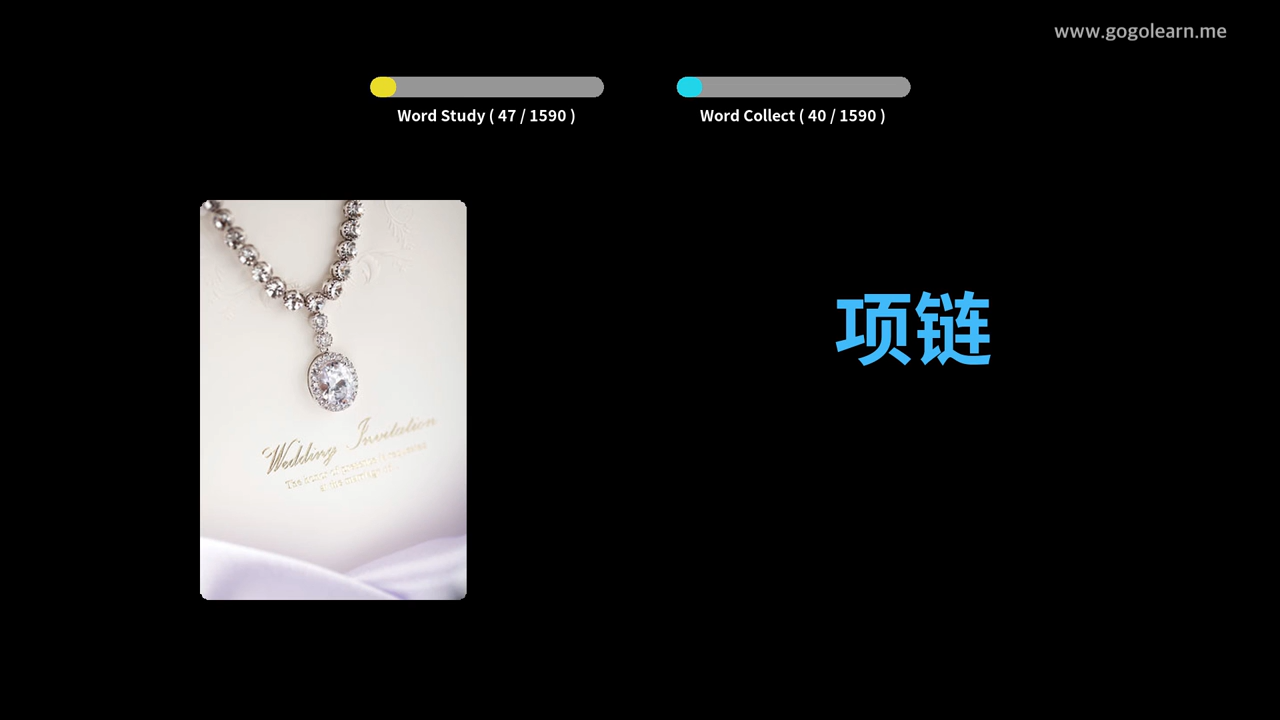 www.gogolearn.me
Word Study ( 47 / 1590 )
Word Collect ( 40 / 1590 )
项链
Wedding Invitation